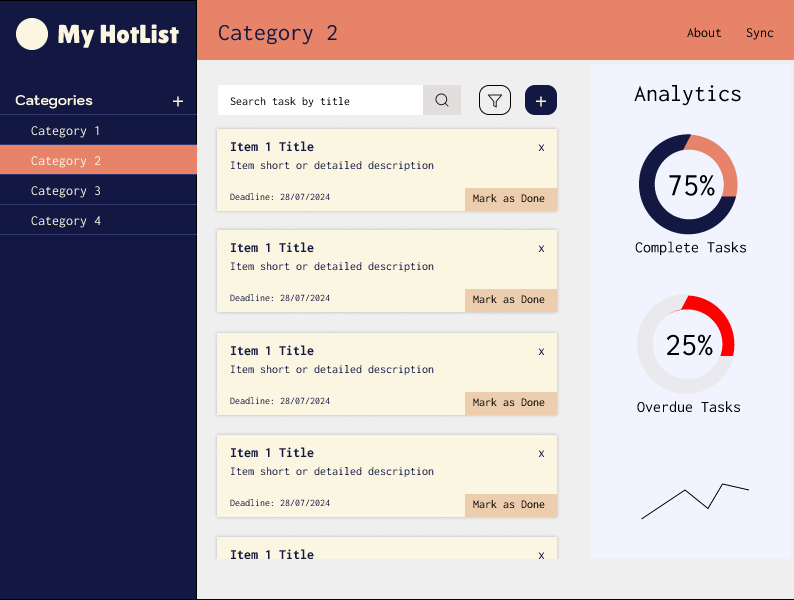 My HotList
Categories +
Category 1
Category 2
Category 3
Category 4
Category 2
About Sync
Search task by title
+
Item 1 Title x
Item short or detailed description
Deadline: 28/07/2024 Mark as Done
Item 1 Title x
Item short or detailed description
Deadline: 28/07/2024 Mark as Done
Item 1 Title x
Item short or detailed description
Deadline: 28/07/2024 Mark as Done
Item 1 Title x
Item short or detailed description
Deadline: 28/07/2024 Mark as Done
Item 1 Title x
Analytics
75%
Complete Tasks
25%
Overdue Tasks